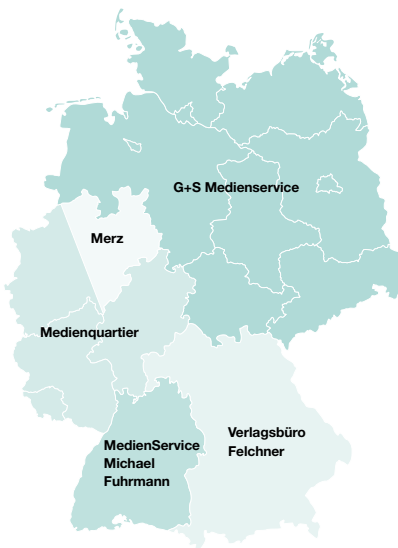 G+S Medienservice
Merz
Medienquartier
MedienService
Michael
Fuhrmann
Verlagsbüro
Felchner